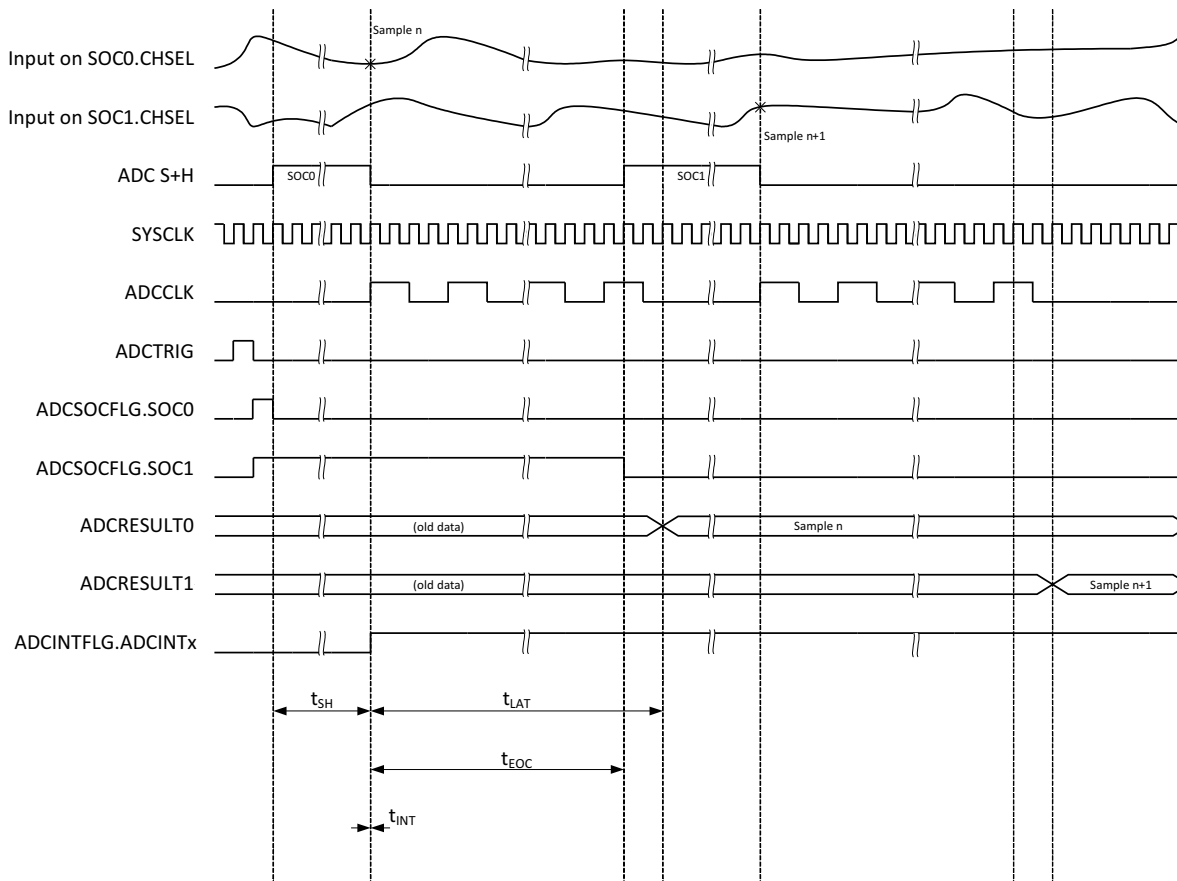 Sample n
Input on SOC0.CHSEL
Input on SOC1.CHSEL
Sample n+1
ADC S+H
SOC0
SOC1
SYSCLK
ADCCLK
ADCTRIG
ADCSOCFLG.SOC0
ADCSOCFLG.SOC1
ADCRESULT0
(old data)
Sample n
ADCRESULT1
(old data)
Sample n+1
ADCINTFLG.ADCINTx
tSH
tLAT
tEOC
tINT